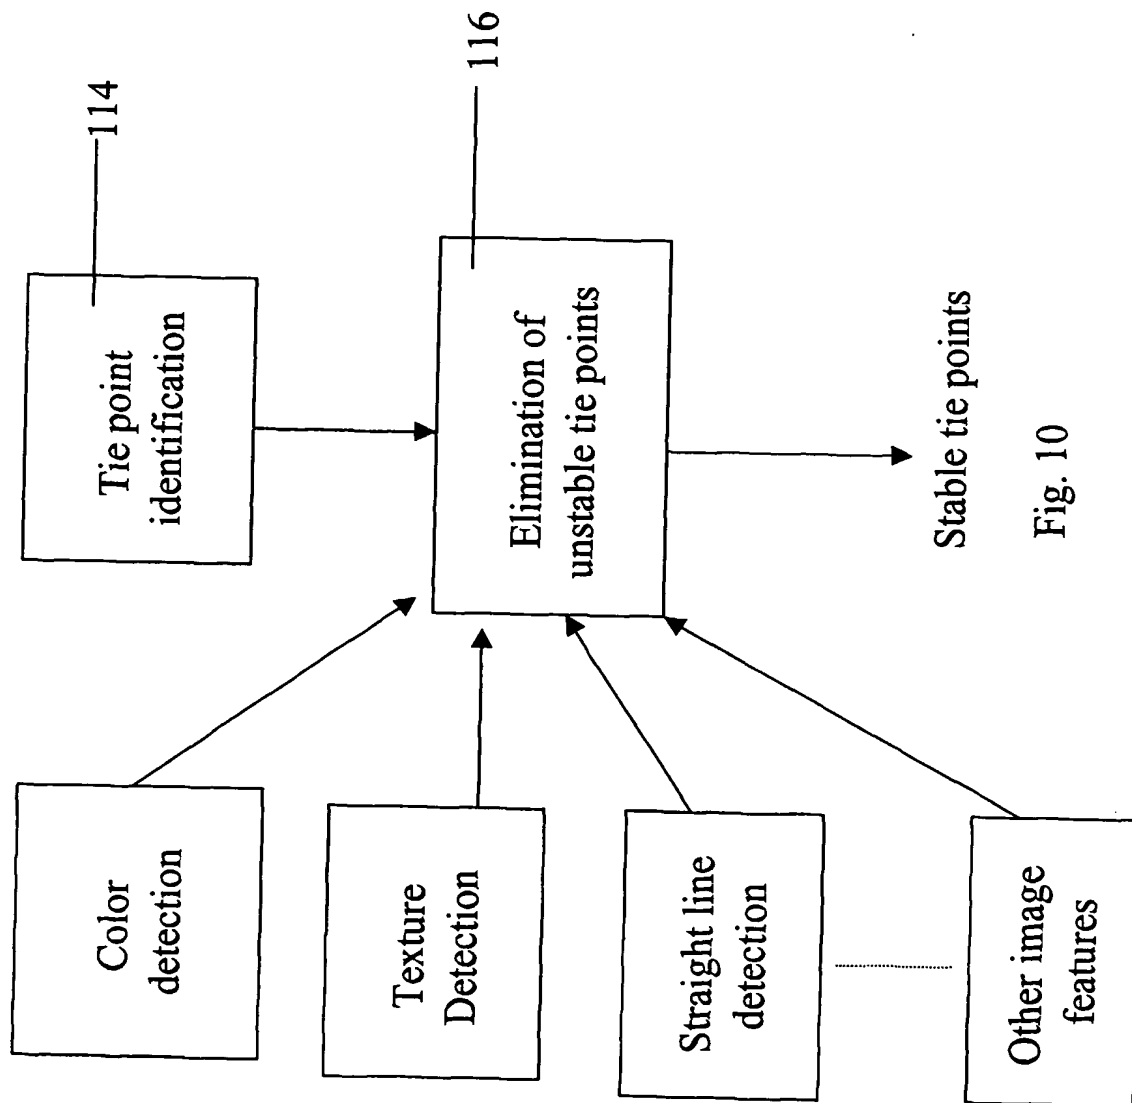 Tie point
identification
114
Elimination of
unstable tie points
116
Color
detection
Texture
Detection
Straight line
detection
Other image
features
Stable tie points
Fig. 10